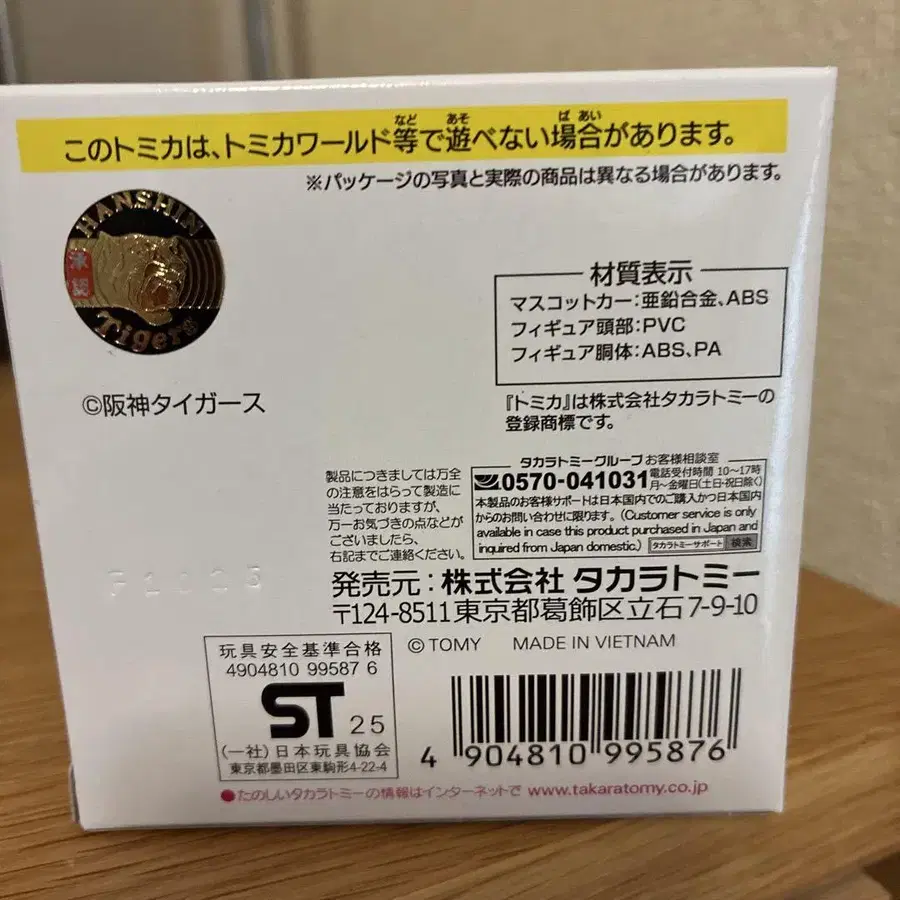 このトミカは、トミカワールド等で遊べない場合があります。
※パッケージの写真と実際の商品は異なる場合があります。
HANSHIN
承認
Tigers
©阪神タイガース
材質表示
マスコットカー:亜鉛合金、ABS
フィギュア頭部:PVC
フィギュア胴体:ABS、PA
『トミカ』は株式会社タカラトミーの
登録商標です。
製品につきましては万全
の注意をはらって製造に
当たっておりますが、
万一お気づきの点などが
ございましたら、
右記までご連絡ください。
タカラトミーグループ お客様相談室
0570-041031 電話受付時間 10〜17時
月〜金曜日(土・日・祝日除く)
本製品のお客様サポートは日本国内でのご購入かつ日本国内
からのお問い合わせに限ります。(Customer service is only
available in case this product purchased in Japan and
inquired from Japan domestic.) タカラトミーサポート 検索
発売元:株式会社 タカラトミー
〒124-8511 東京都葛飾区立石7-9-10
©TOMY MADE IN VIETNAM
玩具安全基準合格
4904810 99587 6
ST 25
(一社)日本玩具協会
東京都墨田区東駒形4-22-4
4 904810 995876
●たのしいタカラトミーの情報はインターネットで www.takaratomy.co.jp